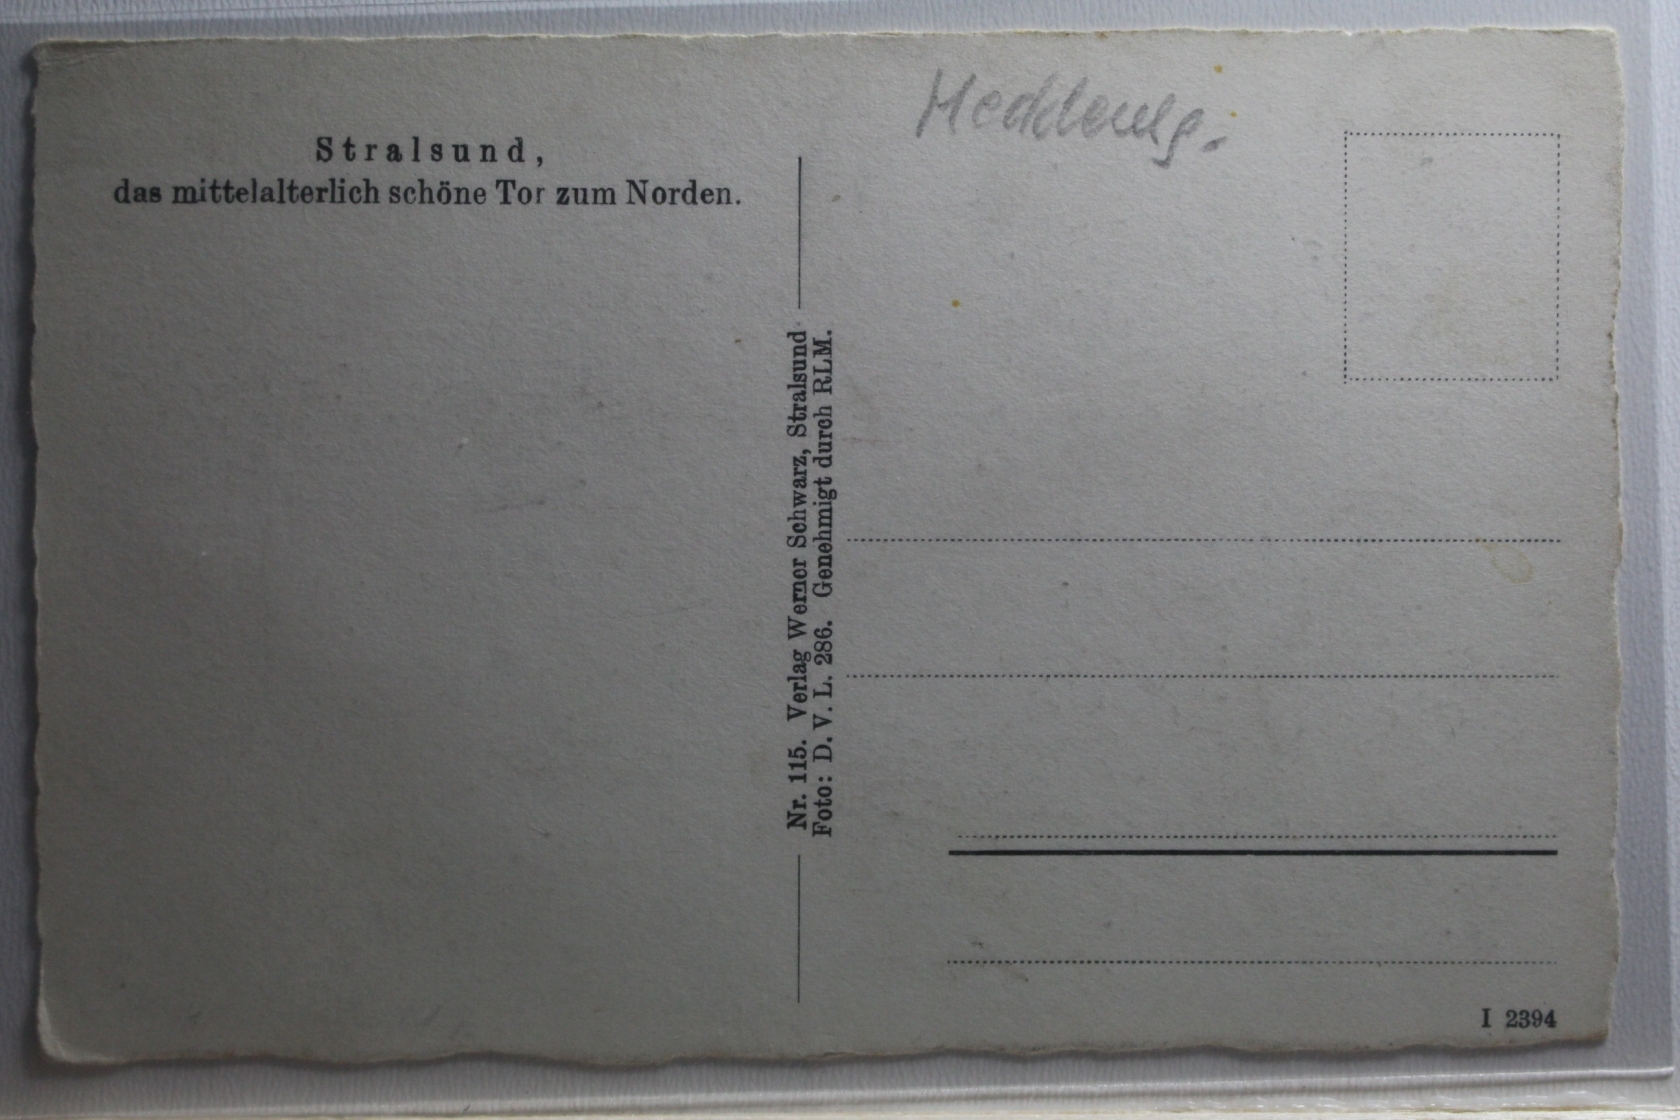 Stralsund,
das mittelalterlich schöne Tor zum Norden.
Nr. 115. Verlag Werner Schwarz, Stralsund
Foto: D. V. L. 286. Genehmigt durch RLM.
I 2394